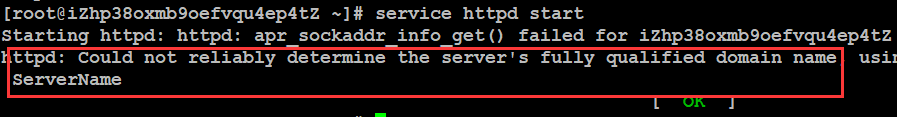 [root@iZhp38oxmb9oefvqu4ep4tZ ~]# service httpd start
Starting httpd: httpd: apr_sockaddr_info_get() failed for iZhp38oxmb9oefvqu4ep4tZ
httpd: Could not reliably determine the server's fully qualified domain name, usin
ServerName
[ OK ]